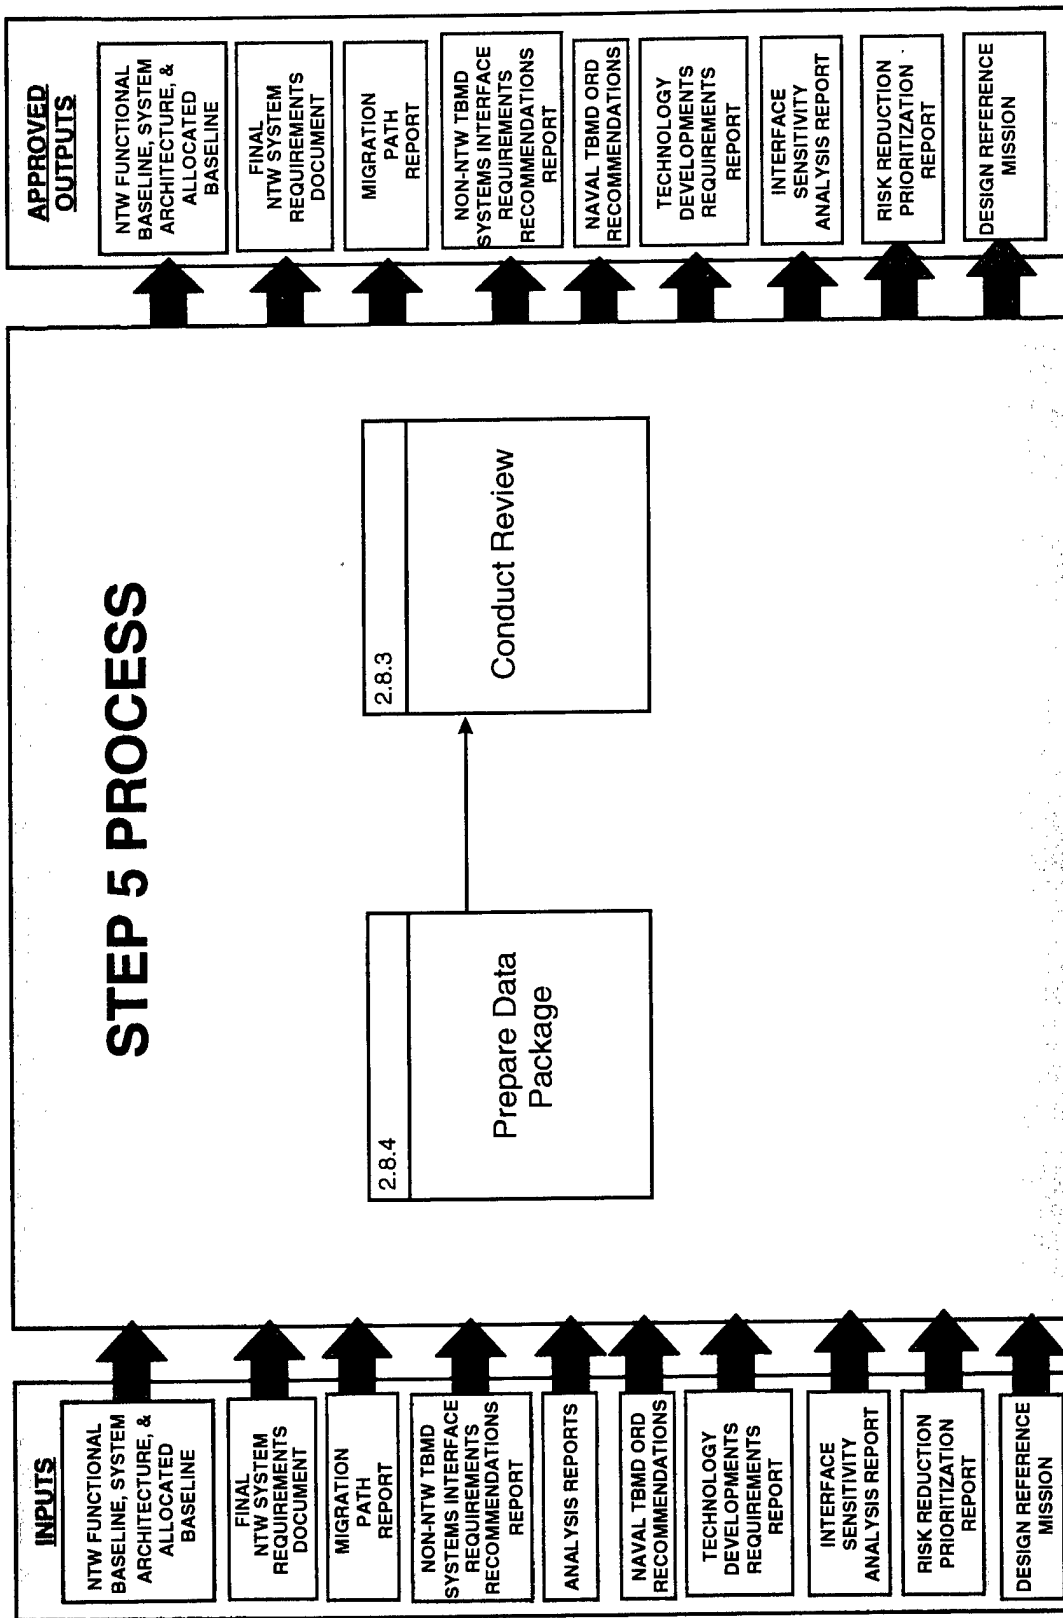 STEP 5 PROCESS
INPUTS
NTW FUNCTIONAL
BASELINE, SYSTEM
ARCHITECTURE, &
ALLOCATED
BASELINE
FINAL
NTW SYSTEM
REQUIREMENTS
DOCUMENT
MIGRATION
PATH
REPORT
NON-NTW TBMD
SYSTEMS INTERFACE
REQUIREMENTS
RECOMMENDATIONS
REPORT
ANALYSIS REPORTS
NAVAL TBMD ORD
RECOMMENDATIONS
TECHNOLOGY
DEVELOPMENTS
REQUIREMENTS
REPORT
INTERFACE
SENSITIVITY
ANALYSIS REPORT
RISK REDUCTION
PRIORITIZATION
REPORT
DESIGN REFERENCE
MISSION
2.8.4
Prepare Data
Package
2.8.3
Conduct Review
APPROVED
OUTPUTS
NTW FUNCTIONAL
BASELINE, SYSTEM
ARCHITECTURE, &
ALLOCATED
BASELINE
FINAL
NTW SYSTEM
REQUIREMENTS
DOCUMENT
MIGRATION
PATH
REPORT
NON-NTW TBMD
SYSTEMS INTERFACE
REQUIREMENTS
RECOMMENDATIONS
REPORT
NAVAL TBMD ORD
RECOMMENDATIONS
TECHNOLOGY
DEVELOPMENTS
REQUIREMENTS
REPORT
INTERFACE
SENSITIVITY
ANALYSIS REPORT
RISK REDUCTION
PRIORITIZATION
REPORT
DESIGN REFERENCE
MISSION